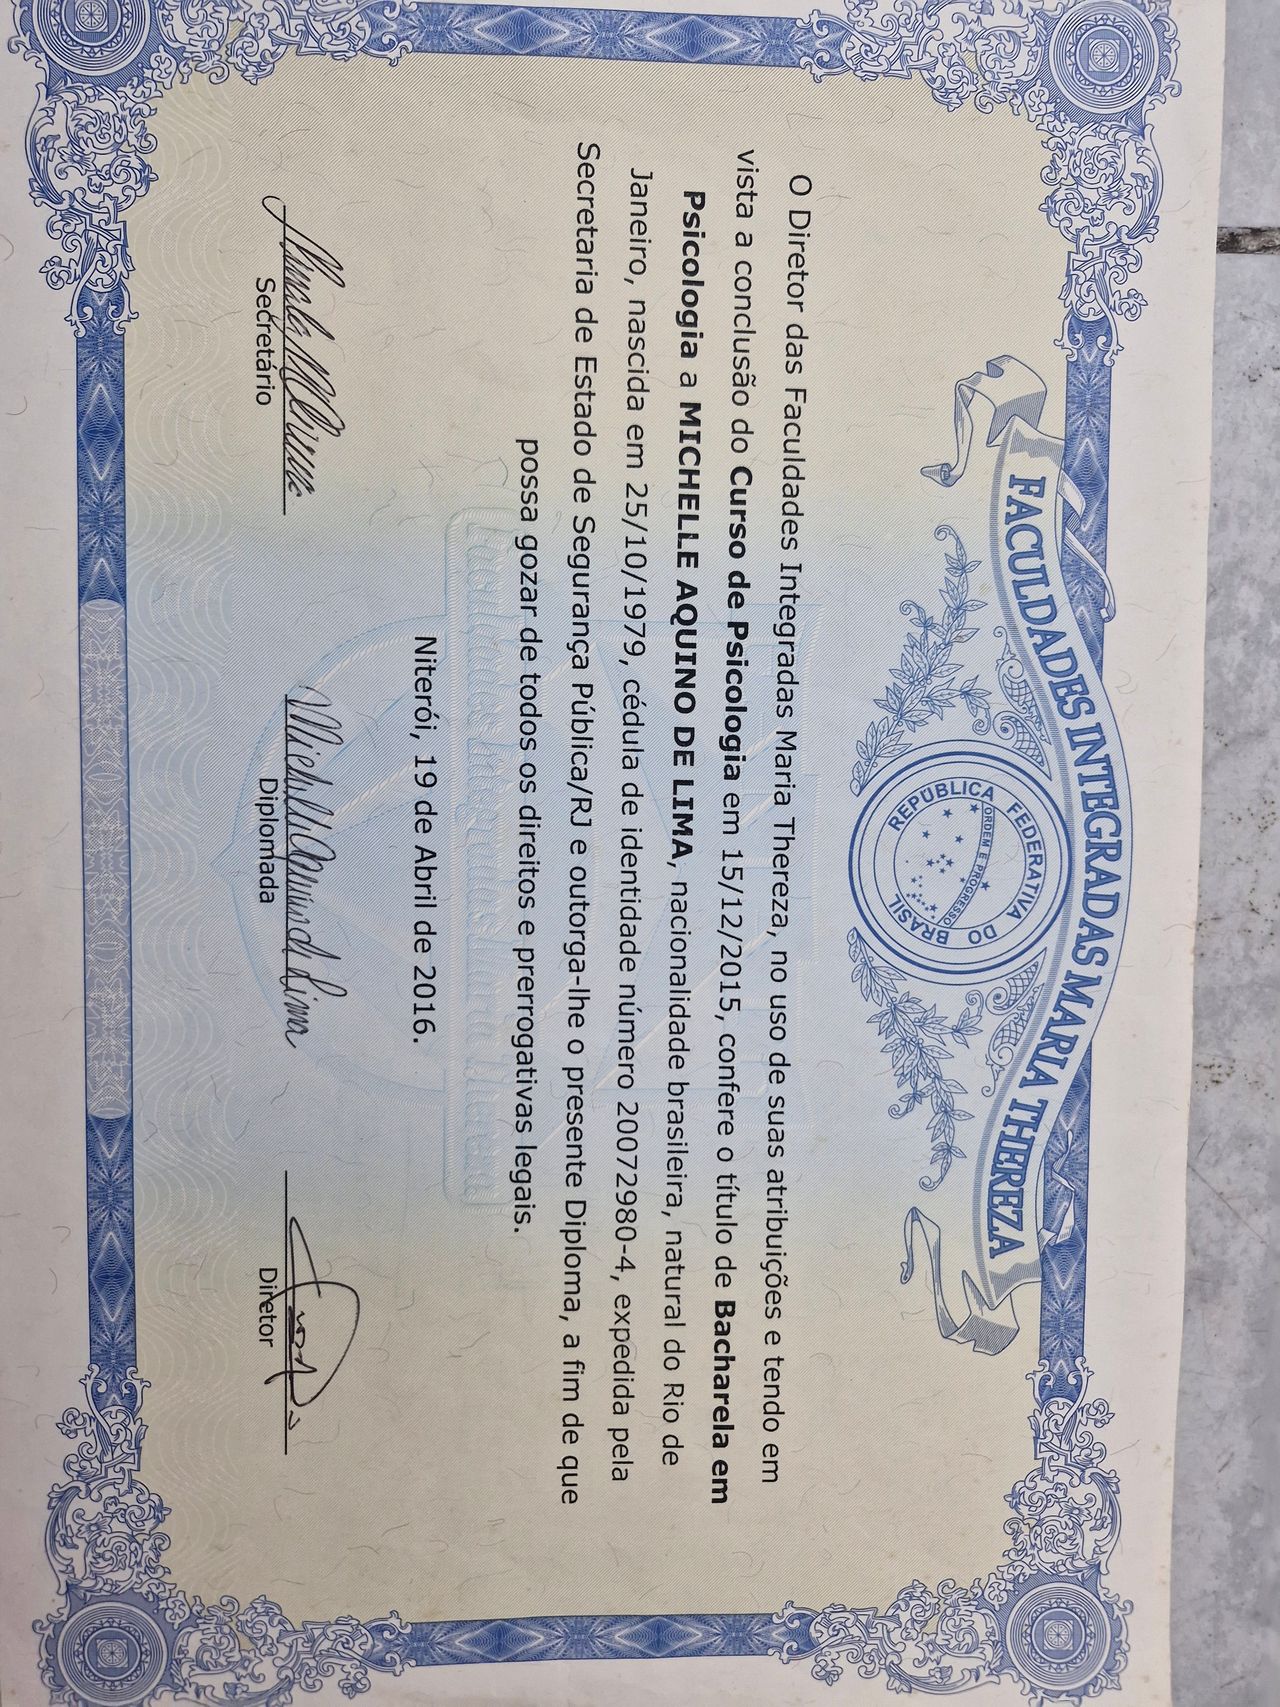 FACULDADES INTEGRADAS MARIA THEREZA
REPÚBLICA FEDERATIVA DO BRASIL
ORDEM E PROGRESSO
O Diretor das Faculdades Integradas Maria Thereza, no uso de suas atribuições e tendo em
vista a conclusão do Curso de Psicologia em 15/12/2015, confere o título de Bacharela em
Psicologia a MICHELLE AQUINO DE LIMA, nacionalidade brasileira, natural do Rio de
Janeiro, nascida em 25/10/1979, cédula de identidade número 20072980-4, expedida pela
Secretaria de Estado de Segurança Pública/RJ e outorga-lhe o presente Diploma, a fim de que
possa gozar de todos os direitos e prerrogativas legais.
Niterói, 19 de Abril de 2016.
Michelle Aquino de Lima
Secretário
Diplomada
Diretor